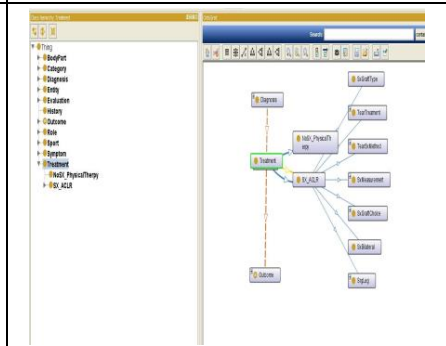 Thing
BodyPart
Category
Diagnosis
Entity
Evaluation
History
Outcome
Role
Sport
Symptom
Treatment
NoSX_PhysicalTherpy
SX_ACLR
Search:
contains
Diagnosis
Treatment
NoSX_PhysicalTh
erpy
SX_ACLR
Outcome
SxGraftType
TearTreatment
TearSxMethod
SxMeasurement
SxGraftChoice
SxBilateral